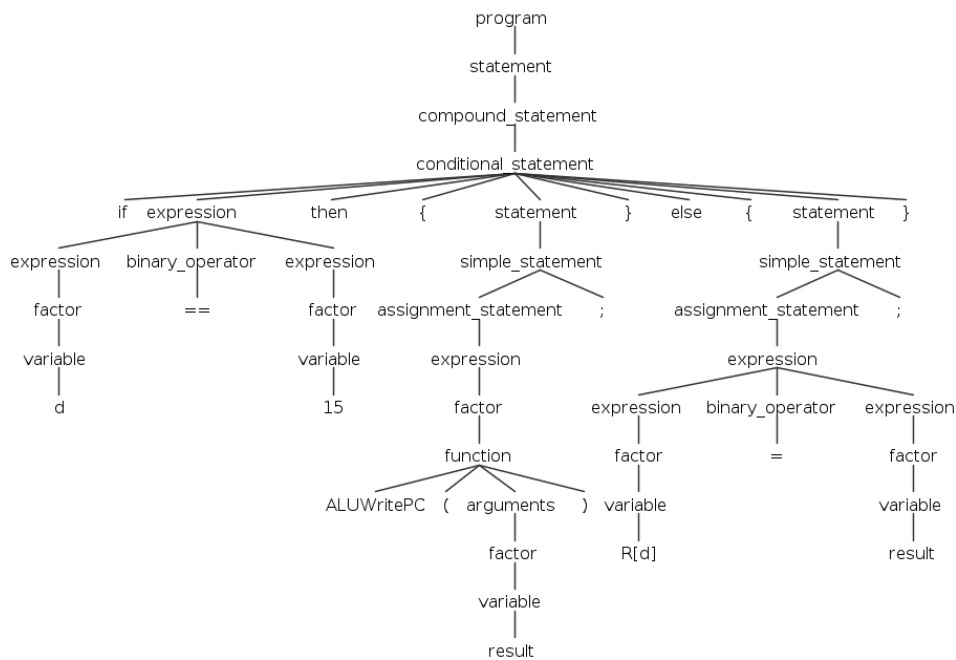 program
statement
compound_statement
conditional_statement
if expression then { statement } else { statement }
expression binary_operator expression simple_statement simple_statement
factor == factor assignment_statement ; assignment_statement ;
variable variable expression expression
d 15 factor expression binary_operator expression
function factor = factor
ALUWritePC ( arguments ) variable variable
factor R[d] result
variable
result